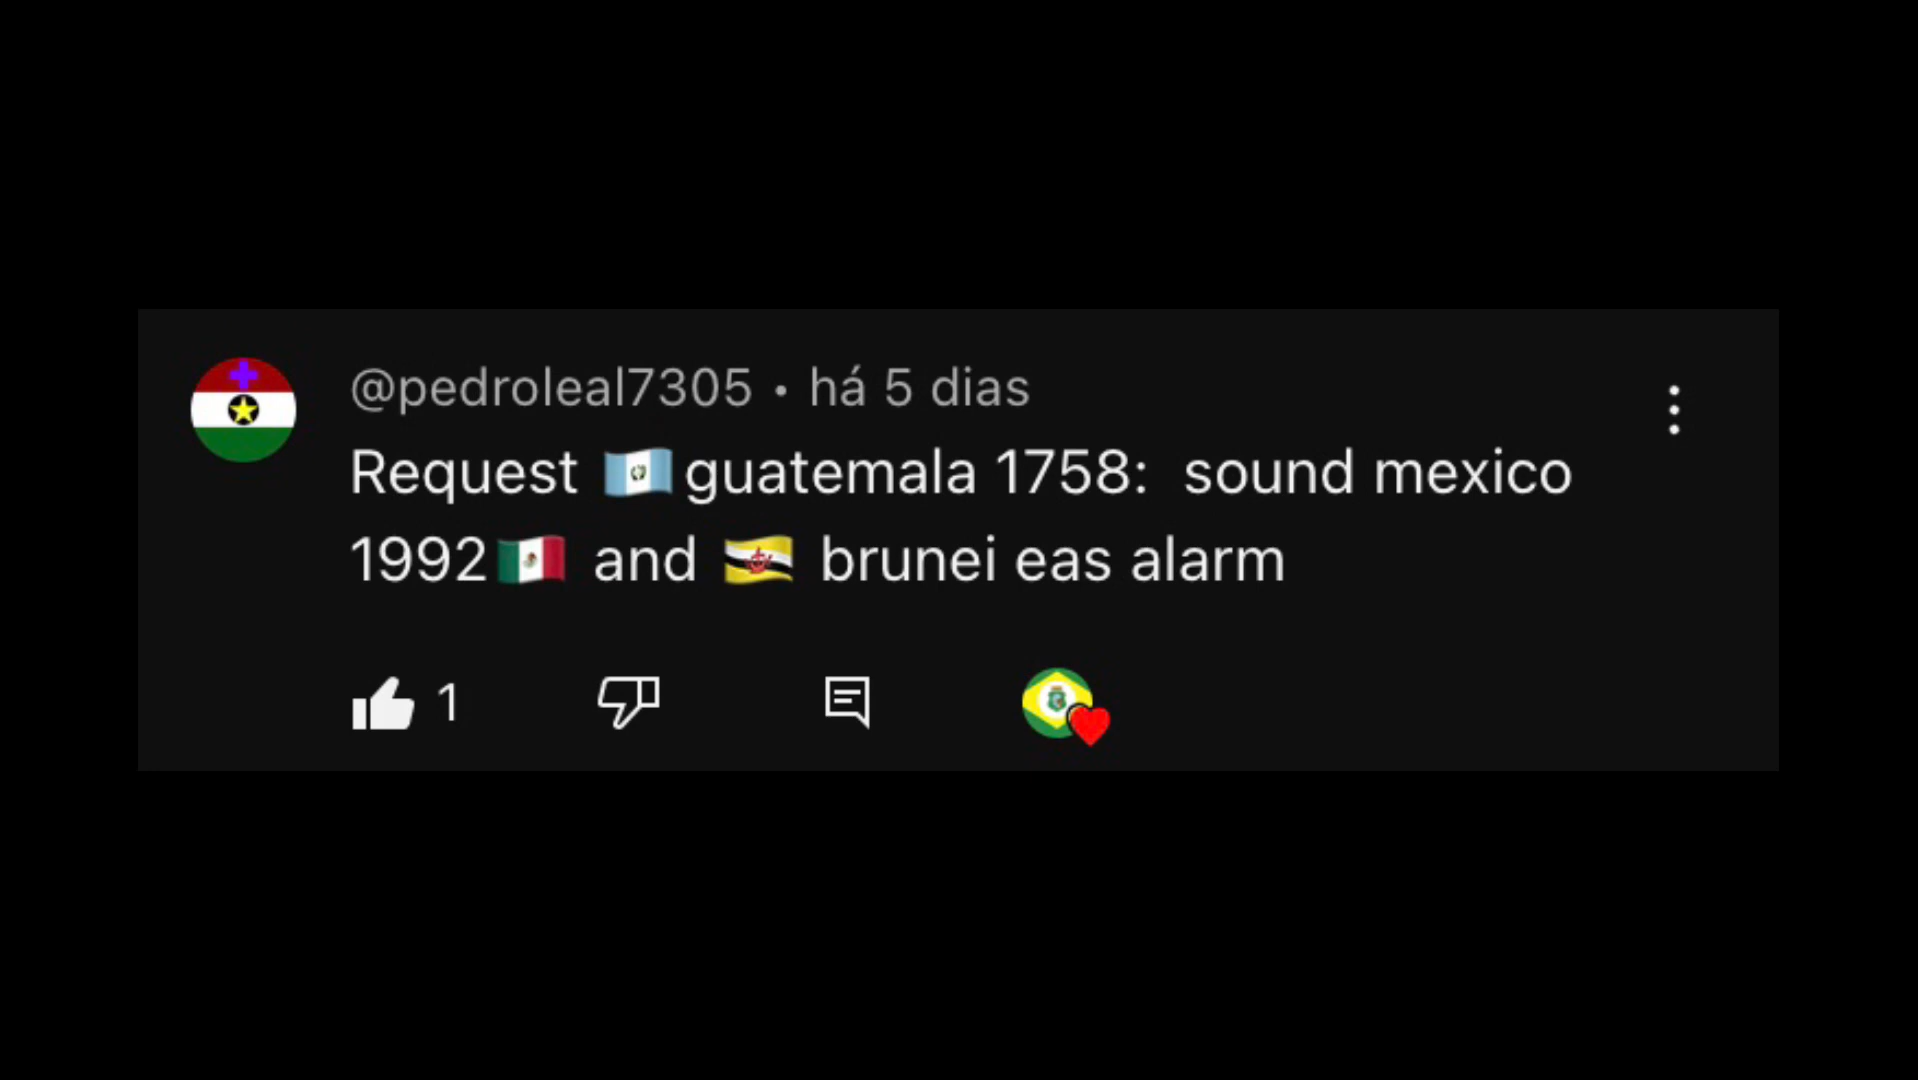 @pedroleal7305 • há 5 dias
Request 🇬🇹guatemala 1758:  sound mexico
1992🇲🇽 and 🇧🇳 brunei eas alarm
1